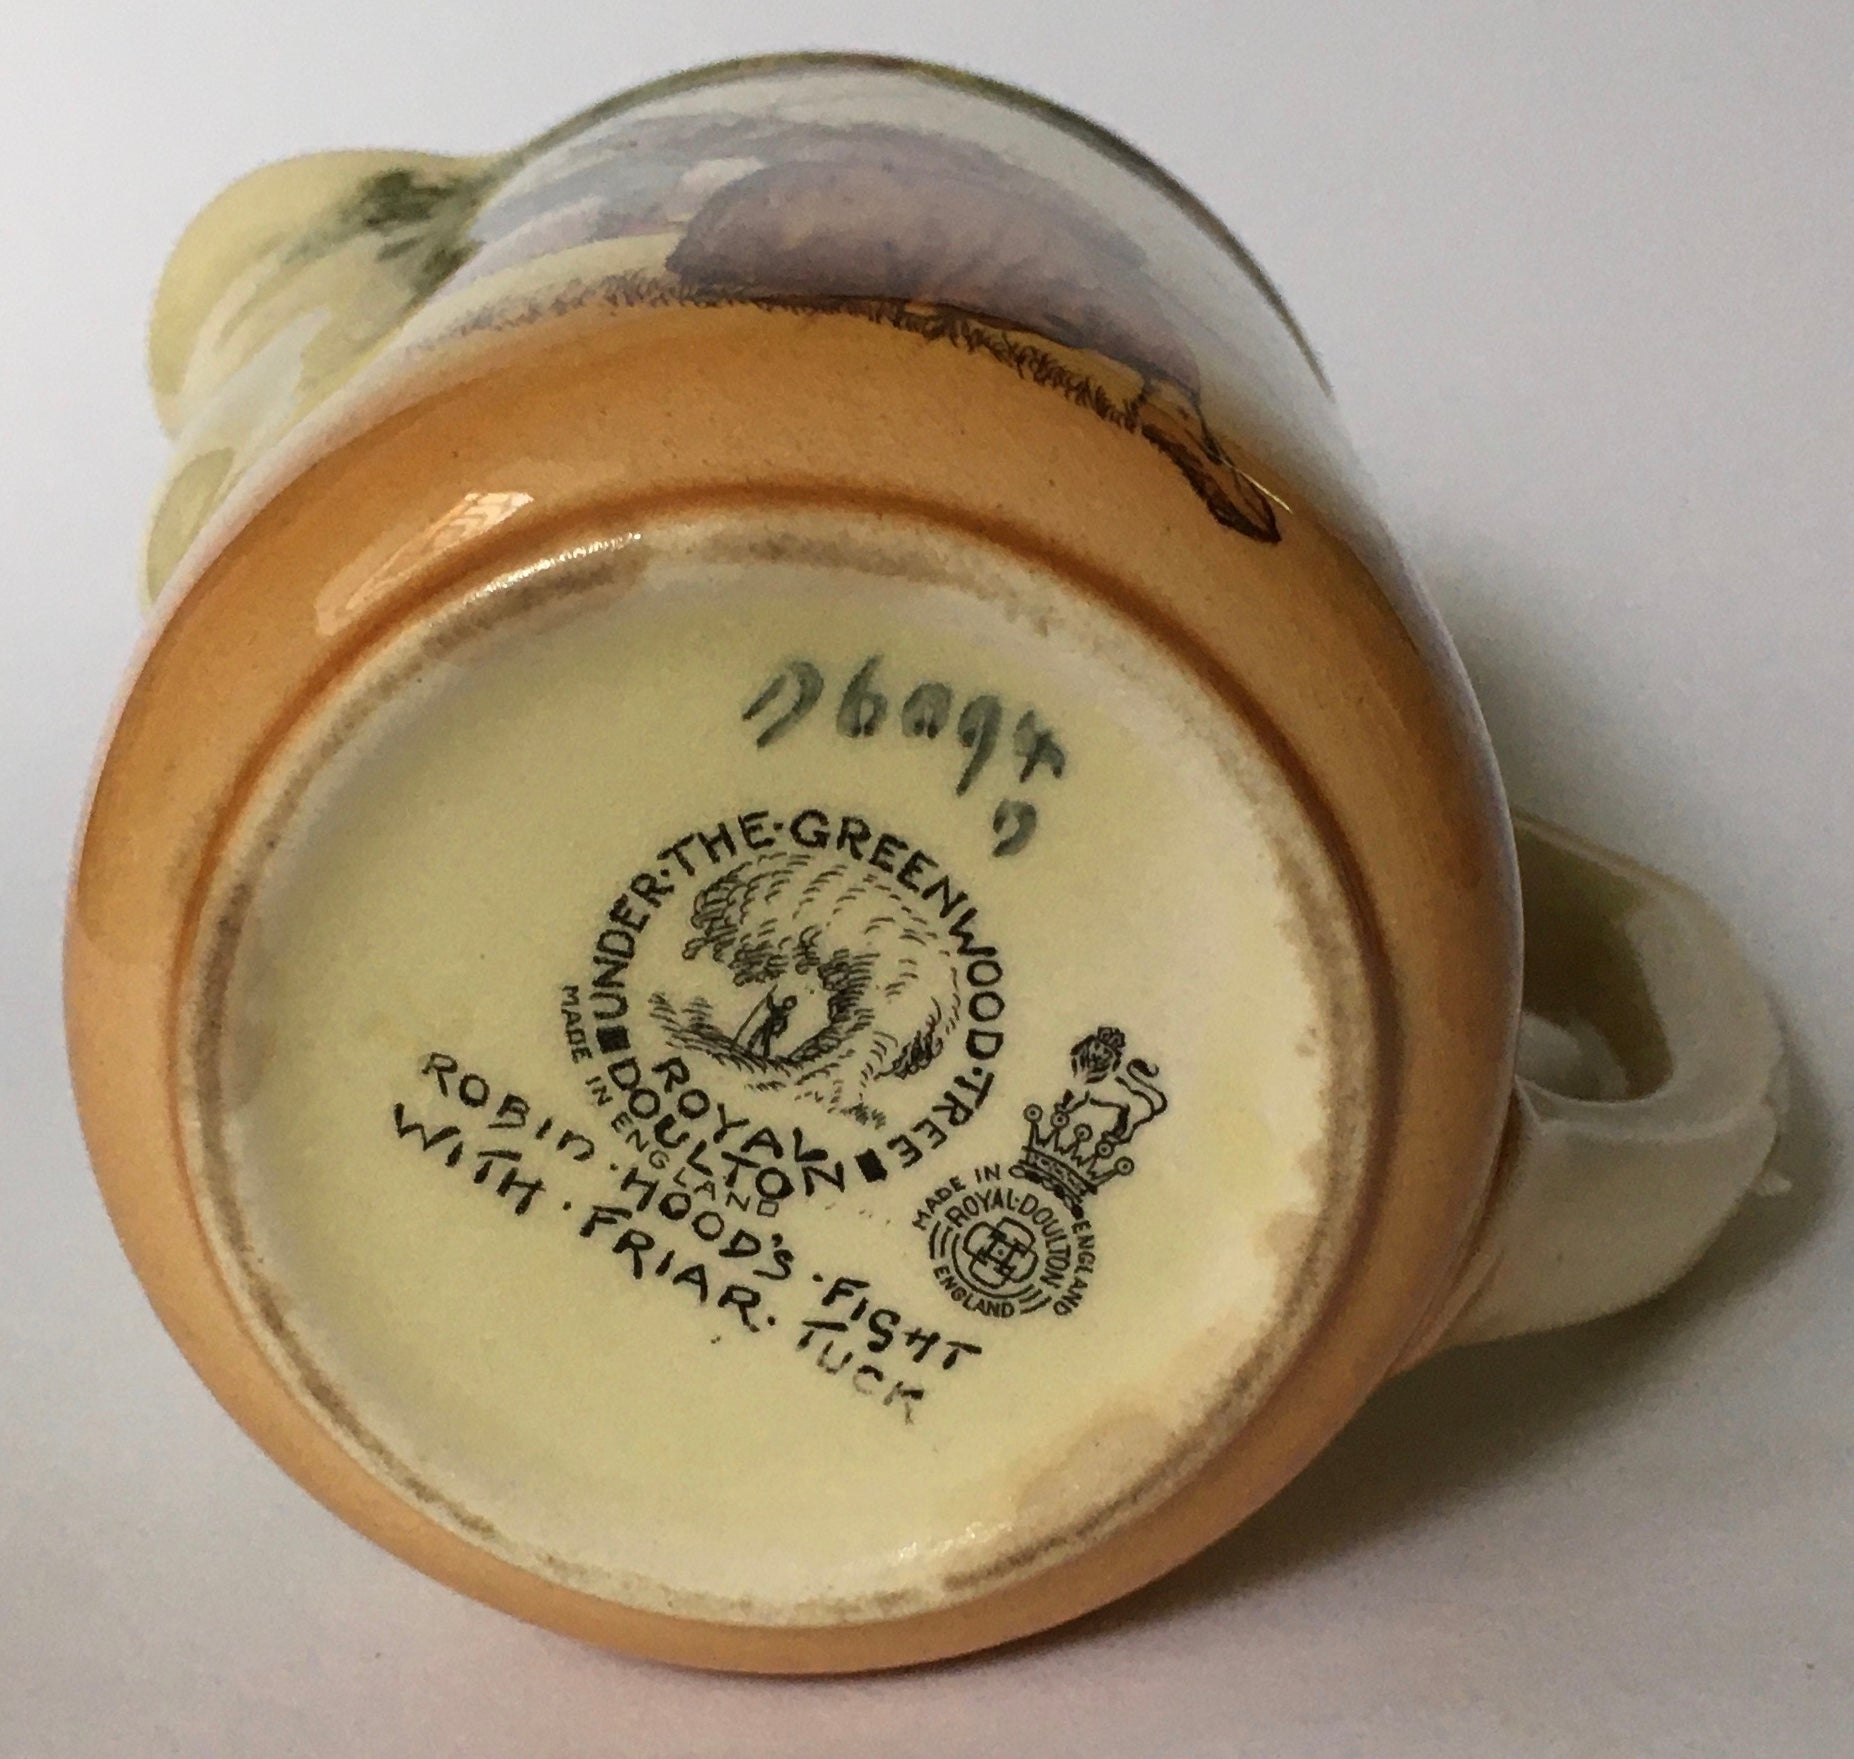 D6094
UNDER·THE·GREENWOOD·TREE
ROYAL
DOULTON
MADE IN ENGLAND
ROBIN·HOOD'S·FIGHT
WITH·FRIAR·TUCK
MADE IN ENGLAND
ROYAL·DOULTON
ENGLAND